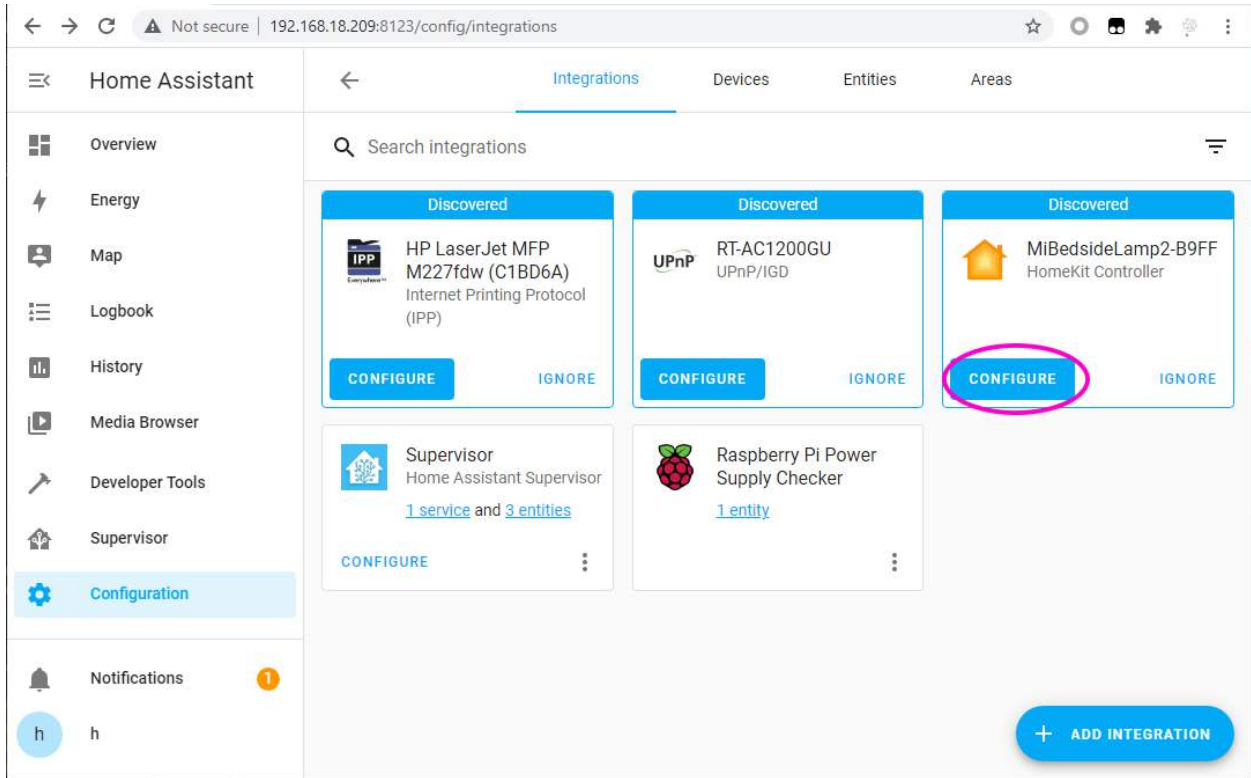 Not secure | 192.168.18.209:8123/config/integrations
Home Assistant
Integrations
Devices
Entities
Areas
Overview
Energy
Map
Logbook
History
Media Browser
Developer Tools
Supervisor
Configuration
Notifications
1
h
h
Search integrations
Discovered
IPP
Everywhere
HP LaserJet MFP
M227fdw (C1BD6A)
Internet Printing Protocol
(IPP)
CONFIGURE
IGNORE
Discovered
UPnP
RT-AC1200GU
UPnP/IGD
CONFIGURE
IGNORE
Discovered
MiBedsideLamp2-B9FF
HomeKit Controller
CONFIGURE
IGNORE
Supervisor
Home Assistant Supervisor
1 service and 3 entities
CONFIGURE
Raspberry Pi Power
Supply Checker
1 entity
+ ADD INTEGRATION